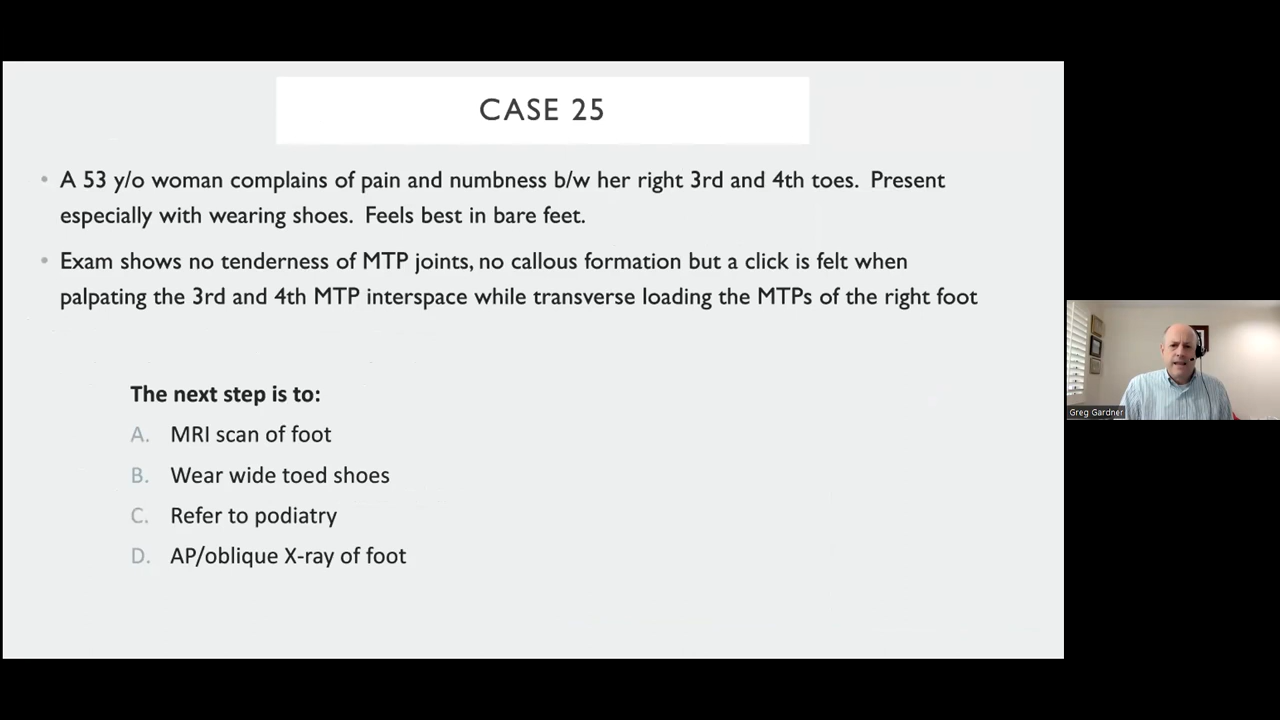 CASE 25
• A 53 y/o woman complains of pain and numbness b/w her right 3rd and 4th toes. Present
especially with wearing shoes. Feels best in bare feet.
• Exam shows no tenderness of MTP joints, no callous formation but a click is felt when
palpating the 3rd and 4th MTP interspace while transverse loading the MTPs of the right foot
The next step is to:
A. MRI scan of foot
B. Wear wide toed shoes
C. Refer to podiatry
D. AP/oblique X-ray of foot
Greg Gardner